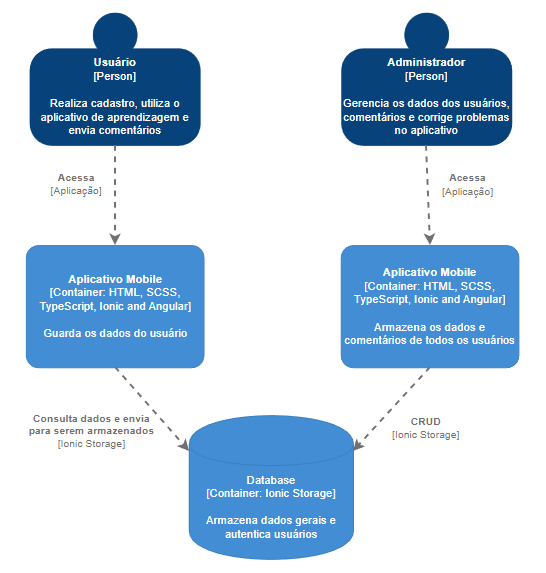 Usuário
[Person]
Realiza cadastro, utiliza o
aplicativo de aprendizagem e
envia comentários
Administrador
[Person]
Gerencia os dados dos usuários,
comentários e corrige problemas
no aplicativo
Acessa
[Aplicação]
Acessa
[Aplicação]
Aplicativo Mobile
[Container: HTML, SCSS,
TypeScript, Ionic and Angular]
Guarda os dados do usuário
Aplicativo Mobile
[Container: HTML, SCSS,
TypeScript, Ionic and Angular]
Armazena os dados e
comentários de todos os usuários
Consulta dados e envia
para serem armazenados
[Ionic Storage]
CRUD
[Ionic Storage]
Database
[Container: Ionic Storage]
Armazena dados gerais e
autentica usuários